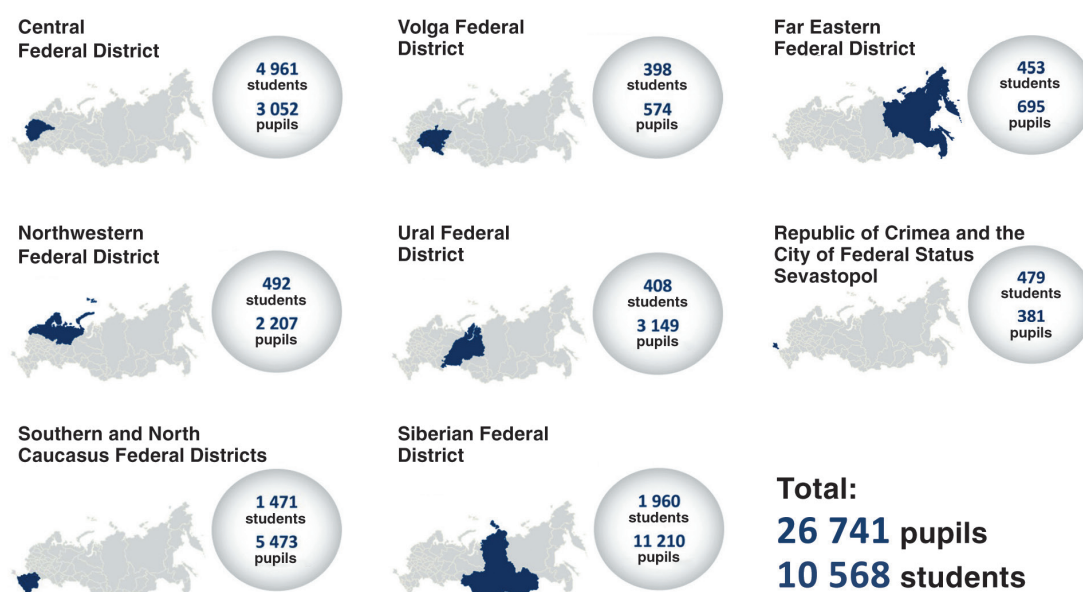 Central
Federal District
4 961
students
3 052
pupils
Volga Federal
District
398
students
574
pupils
Far Eastern
Federal District
453
students
695
pupils
Northwestern
Federal District
492
students
2 207
pupils
Ural Federal
District
408
students
3 149
pupils
Republic of Crimea and the
City of Federal Status
Sevastopol
479
students
381
pupils
Southern and North
Caucasus Federal Districts
1 471
students
5 473
pupils
Siberian Federal
District
1 960
students
11 210
pupils
Total:
26 741 pupils
10 568 students